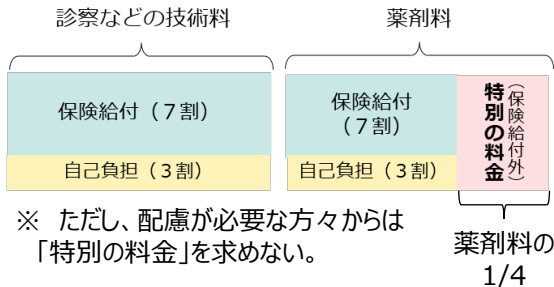 診察などの技術料
薬剤料
保険給付（７割）
自己負担（３割）
保険給付
（７割）
自己負担（３割）
特別の料金
（保険給付外）
※　ただし、配慮が必要な方々からは
「特別の料金」を求めない。
薬剤料の
1/4